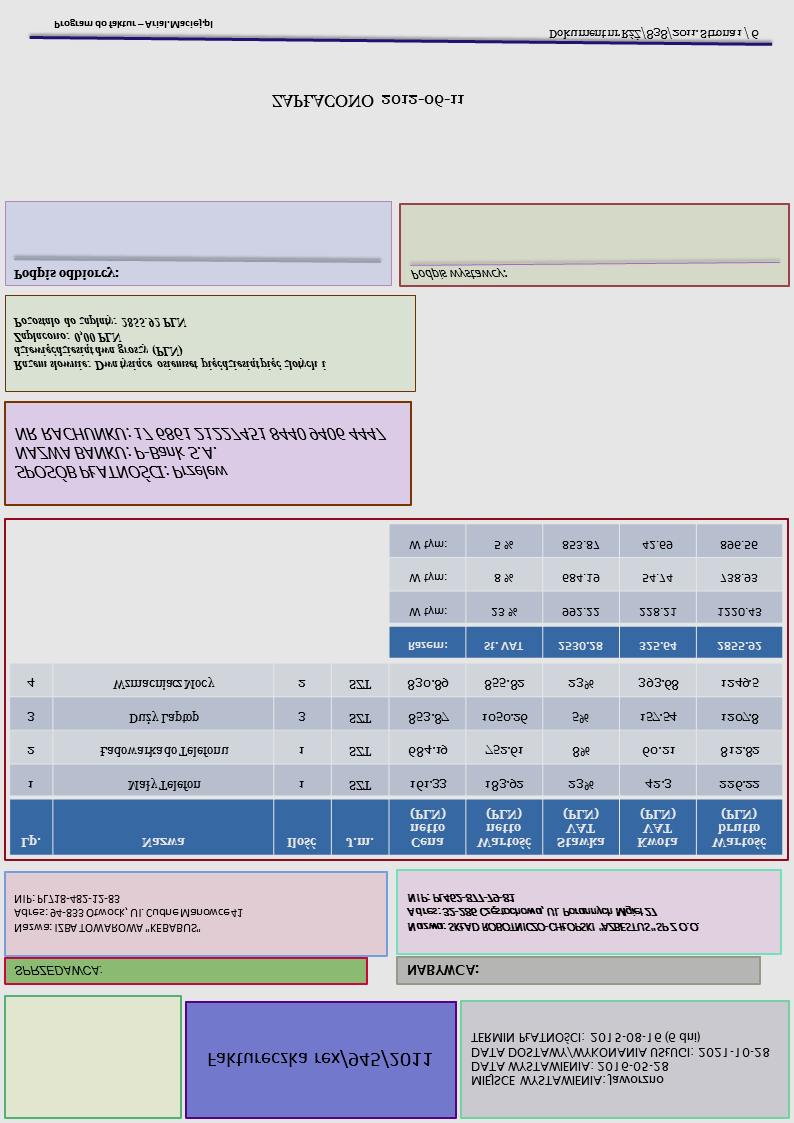 Faktureczka rex/945/2011
MIEJSCE WYSTAWIENIA: Jaworzno
DATA WYSTAWIENIA: 2016-05-28
DATA DOSTAWY/WYKONANIA USŁUGI: 2021-10-28
TERMIN PŁATNOŚCI: 2015-08-16 (6 dni)
SPRZEDAWCA:
Nazwa: IZBA TOWAROWA "KEBABUS"
Adres: 94-833 Otwock, Ul. Cudne Manowce 41
NIP: PL718-482-12-83
NABYWCA:
Nazwa: SKŁAD ROBOTNICZO-CHŁOPSKI "AZBESTUS" SP. Z O.O.
Adres: 32-286 Częstochowa, Ul. Porannych Mgieł 27
NIP: PL462-877-79-81
Lp. Nazwa Ilość J.m. Cena netto (PLN) Wartość netto (PLN) Stawka VAT (PLN) Kwota VAT (PLN) Wartość brutto (PLN)
1 Mały Telefon 1 SZT 161.33 183.92 23% 42.3 226.22
2 Ładowarka do Telefonu 1 SZT 684.19 752.61 8% 60.21 812.82
3 Duży Laptop 3 SZT 853.87 1050.26 5% 157.54 1207.8
4 Wzmacniacz Mocy 2 SZT 830.89 855.82 23% 393.68 1249.5
Razem: St. VAT 2530.28 325.64 2855.92
W tym: 23 % 992.22 228.21 1220.43
W tym: 8 % 684.19 54.74 738.93
W tym: 5 % 853.87 42.69 896.56
SPOSÓB PŁATNOŚCI: Przelew
NAZWA BANKU: P-Bank S.A.
NR RACHUNKU: 17 6861 21227451 8440 9406 4447
Razem słownie: Dwa tysiące osiemset pięćdziesiąt pięć złotych i
dziewięćdziesiąt dwa groszy (PLN)
Zapłacono: 0,00 PLN
Pozostało do zapłaty: 2855.92 PLN
Podpis odbiorcy:
Podpis wystawcy:
ZAPŁACONO 2012-06-11
Program do faktur – Arial.Maciej.pl
Dokument nr Strona 1 / 6